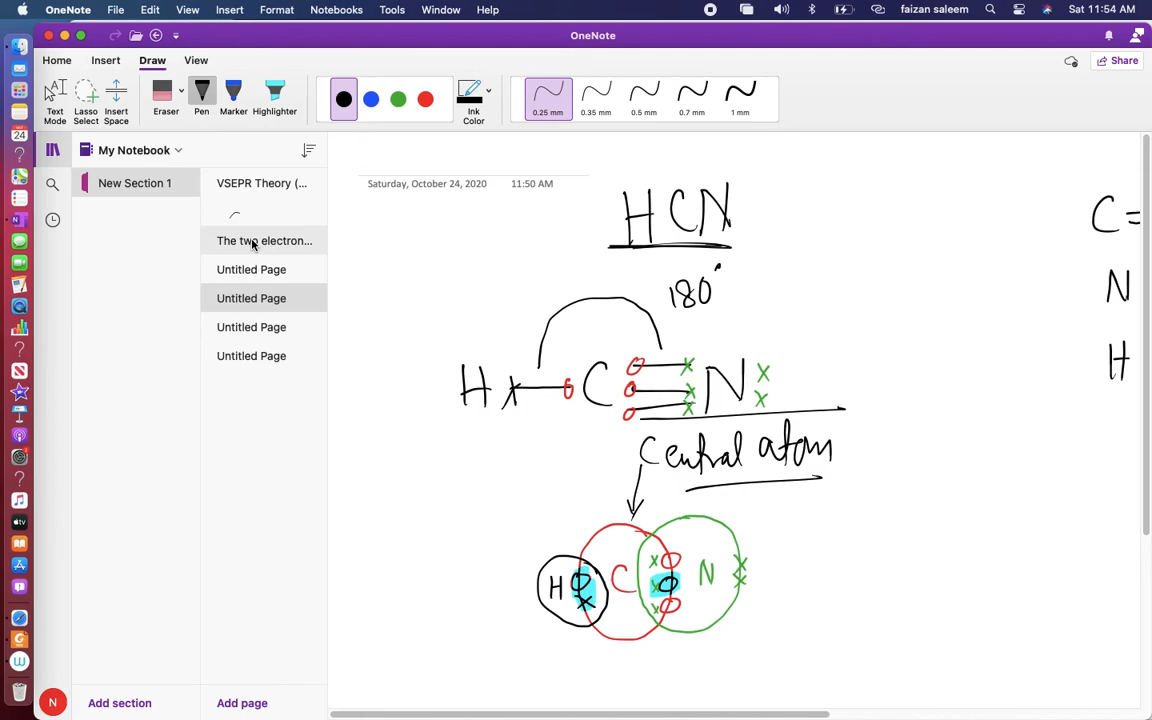 OneNote File Edit View Insert Format Notebooks Tools Window Help faizan saleem Sat 11:54 AM
OneNote
Home Insert Draw View Share
Text Mode Lasso Select Insert Space Eraser Pen Marker Highlighter Ink Color 0.25 mm 0.35 mm 0.5 mm 0.7 mm 1 mm
My Notebook
New Section 1
VSEPR Theory (...
The two electron...
Untitled Page
Untitled Page
Untitled Page
Untitled Page
Saturday, October 24, 2020 11:50 AM
HCN
180°
H x o C o o o x x x N x x
Central atom
H o x C x o x o x o N x x
C =
N
H
Add section Add page
N
24
tv
W